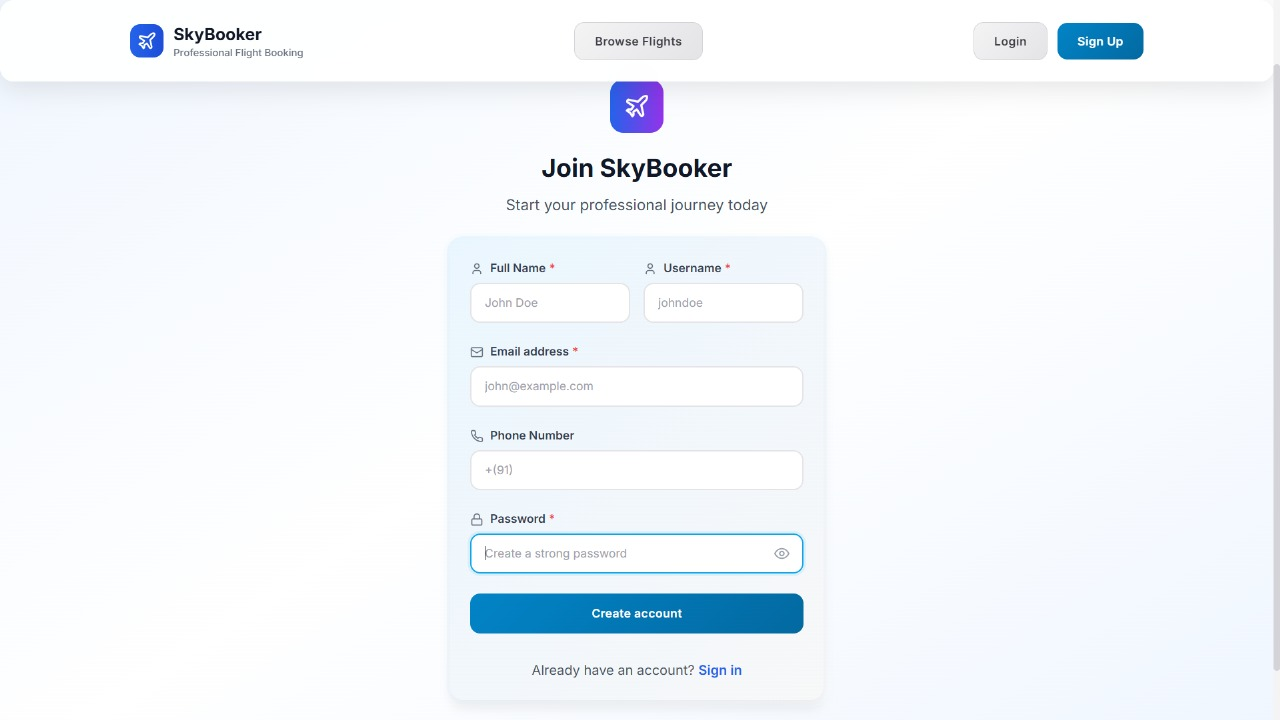 SkyBooker
Professional Flight Booking
Browse Flights
Login
Sign Up
Join SkyBooker
Start your professional journey today
Full Name *
Username *
John Doe
johndoe
Email address *
john@example.com
Phone Number
+(91)
Password *
Create a strong password
Create account
Already have an account? Sign in